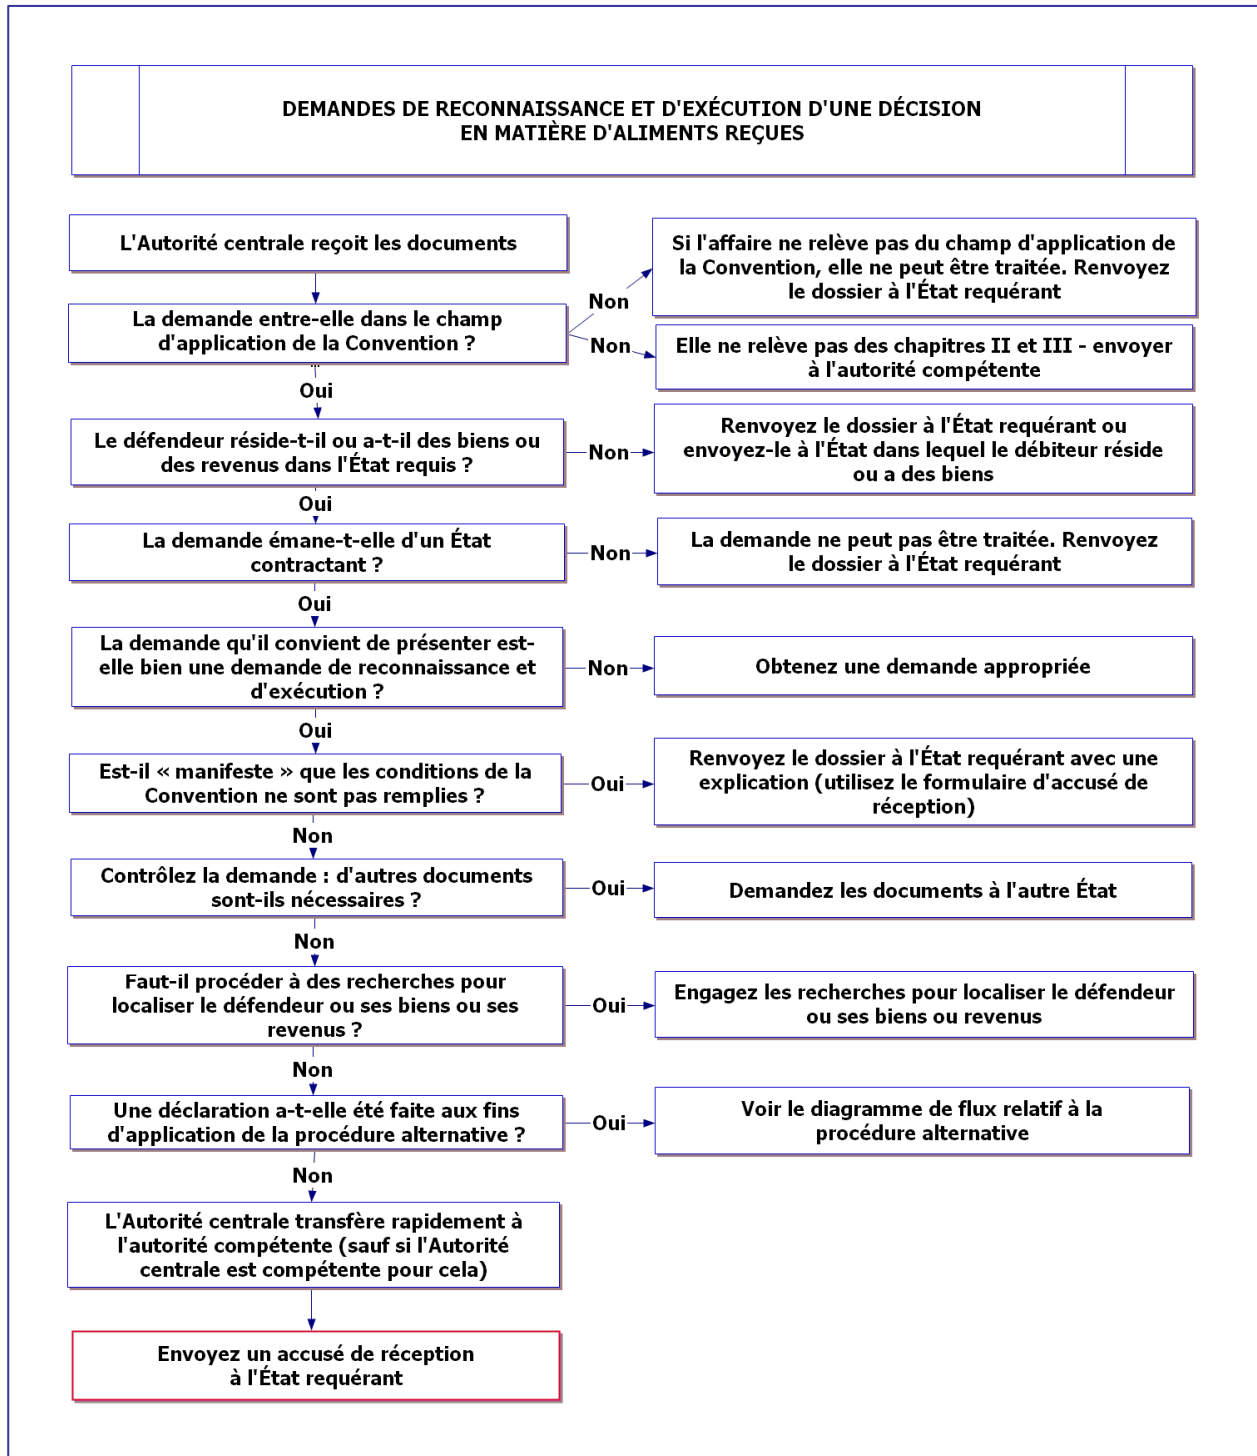 DEMANDES DE RECONNAISSANCE ET D'EXÉCUTION D'UNE DÉCISION
EN MATIÈRE D'ALIMENTS REÇUES
L'Autorité centrale reçoit les documents
Si l'affaire ne relève pas du champ d'application de
la Convention, elle ne peut être traitée. Renvoyez
le dossier à l'État requérant
Non
La demande entre-elle dans le champ
d'application de la Convention ?
Non
Elle ne relève pas des chapitres II et III - envoyer
à l'autorité compétente
Oui
Le défendeur réside-t-il ou a-t-il des biens ou
des revenus dans l'État requis ?
Non
Renvoyez le dossier à l'État requérant ou
envoyez-le à l'État dans lequel le débiteur réside
ou a des biens
Oui
La demande émane-t-elle d'un État
contractant ?
Non
La demande ne peut pas être traitée. Renvoyez
le dossier à l'État requérant
Oui
La demande qu'il convient de présenter est-
elle bien une demande de reconnaissance et
d'exécution ?
Non
Obtenez une demande appropriée
Oui
Est-il « manifeste » que les conditions de la
Convention ne sont pas remplies ?
Oui
Renvoyez le dossier à l'État requérant avec une
explication (utilisez le formulaire d'accusé de
réception)
Non
Contrôlez la demande : d'autres documents
sont-ils nécessaires ?
Oui
Demandez les documents à l'autre État
Non
Faut-il procéder à des recherches pour
localiser le défendeur ou ses biens ou ses
revenus ?
Oui
Engagez les recherches pour localiser le défendeur
ou ses biens ou revenus
Non
Une déclaration a-t-elle été faite aux fins
d'application de la procédure alternative ?
Oui
Voir le diagramme de flux relatif à la
procédure alternative
Non
L'Autorité centrale transfère rapidement à
l'autorité compétente (sauf si l'Autorité
centrale est compétente pour cela)
Envoyez un accusé de réception
à l'État requérant